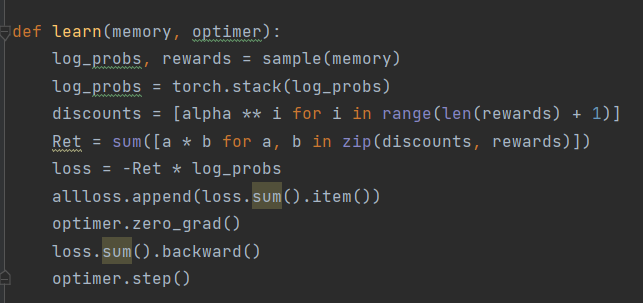 def learn(memory, optimer):
    log_probs, rewards = sample(memory)
    log_probs = torch.stack(log_probs)
    discounts = [alpha ** i for i in range(len(rewards) + 1)]
    Ret = sum([a * b for a, b in zip(discounts, rewards)])
    loss = -Ret * log_probs
    allloss.append(loss.sum().item())
    optimer.zero_grad()
    loss.sum().backward()
    optimer.step()